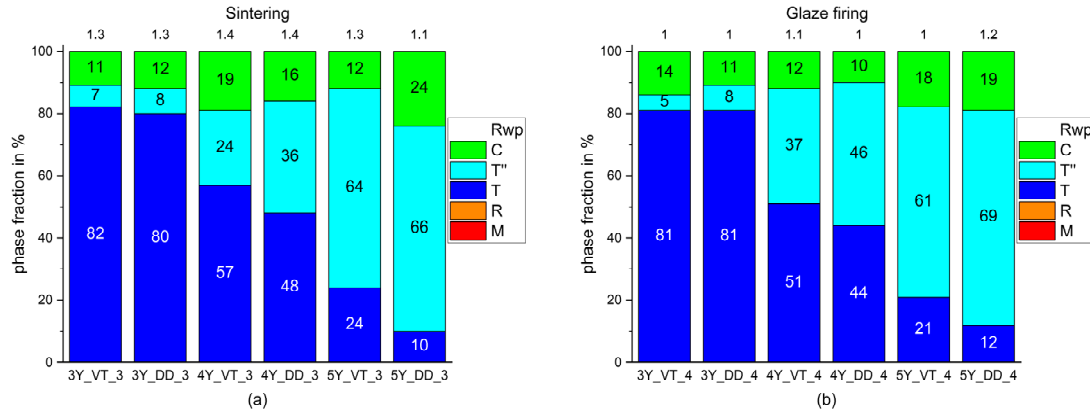 Sintering
1.3 1.3 1.4 1.4 1.3 1.1
100
80
60
40
20
0
phase fraction in %
11 12 19 16 12 24
7 8 24 36 64 66
82 80 57 48 24 10
3Y_VT_3 3Y_DD_3 4Y_VT_3 4Y_DD_3 5Y_VT_3 5Y_DD_3
Rwp
C
T"
T
R
M
(a)
Glaze firing
1 1 1.1 1 1 1.2
100
80
60
40
20
0
phase fraction in %
14 11 12 10 18 19
5 8 37 46 61 69
81 81 51 44 21 12
3Y_VT_4 3Y_DD_4 4Y_VT_4 4Y_DD_4 5Y_VT_4 5Y_DD_4
Rwp
C
T"
T
R
M
(b)